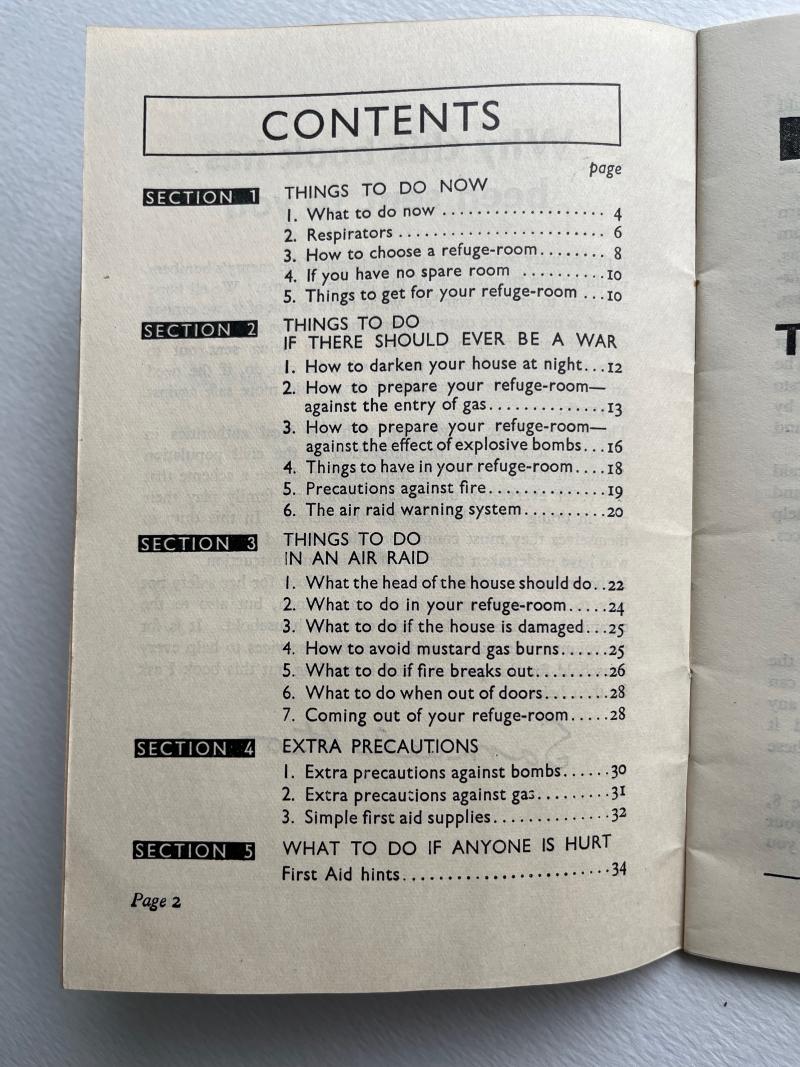 CONTENTS
page
SECTION 1 THINGS TO DO NOW
1. What to do now ................... 4
2. Respirators ........................ 6
3. How to choose a refuge-room........ 8
4. If you have no spare room ..........10
5. Things to get for your refuge-room ...10
SECTION 2 THINGS TO DO
IF THERE SHOULD EVER BE A WAR
1. How to darken your house at night...12
2. How to prepare your refuge-room—
against the entry of gas..............13
3. How to prepare your refuge-room—
against the effect of explosive bombs...16
4. Things to have in your refuge-room....18
5. Precautions against fire..............19
6. The air raid warning system..........20
SECTION 3 THINGS TO DO
IN AN AIR RAID
1. What the head of the house should do..22
2. What to do in your refuge-room.....24
3. What to do if the house is damaged...25
4. How to avoid mustard gas burns......25
5. What to do if fire breaks out.........26
6. What to do when out of doors........28
7. Coming out of your refuge-room.....28
SECTION 4 EXTRA PRECAUTIONS
1. Extra precautions against bombs......30
2. Extra precautions against gas.........31
3. Simple first aid supplies..............32
SECTION 5 WHAT TO DO IF ANYONE IS HURT
First Aid hints.........................34
Page 2